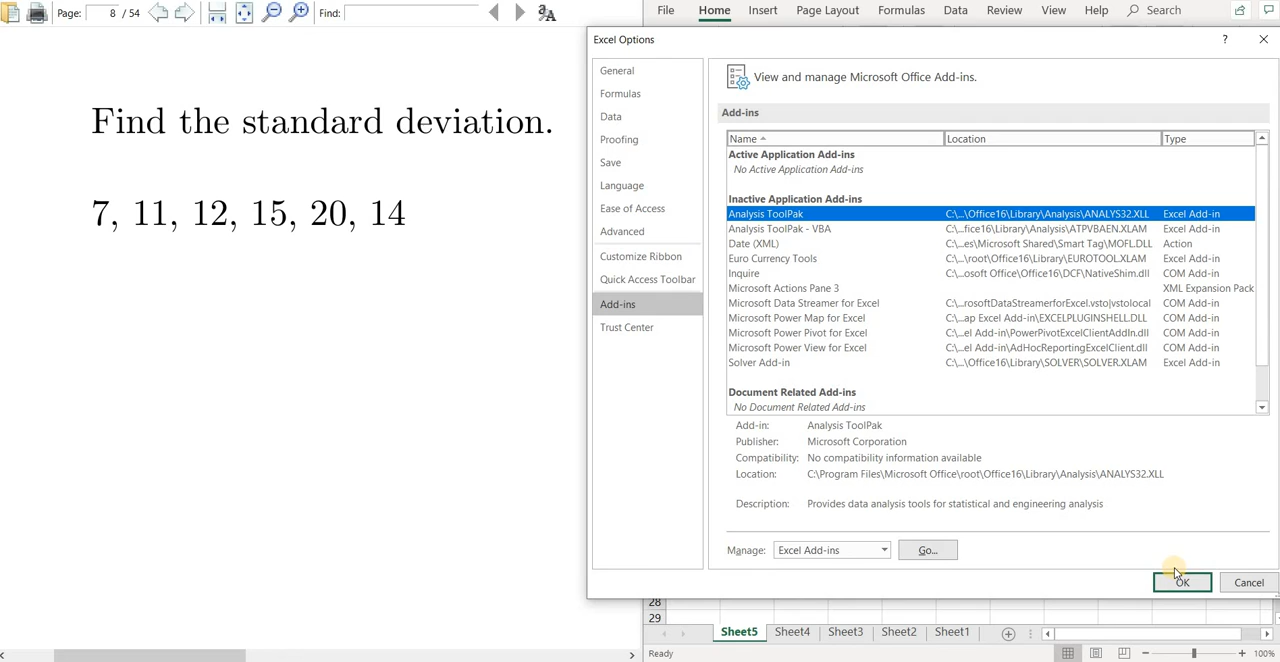 Page: 8 / 54 Find:
Find the standard deviation.
7, 11, 12, 15, 20, 14
File Home Insert Page Layout Formulas Data Review View Help Search
Excel Options ?
General
Formulas
Data
Proofing
Save
Language
Ease of Access
Advanced
Customize Ribbon
Quick Access Toolbar
Add-ins
Trust Center
View and manage Microsoft Office Add-ins.
Add-ins
Name Location Type
Active Application Add-ins
No Active Application Add-ins
Inactive Application Add-ins
Analysis ToolPak C:\...\Office16\Library\Analysis\ANALYS32.XLL Excel Add-in
Analysis ToolPak - VBA C:\...fice16\Library\Analysis\ATPVBAEN.XLAM Excel Add-in
Date (XML) C:\...es\Microsoft Shared\Smart Tag\MOFL.DLL Action
Euro Currency Tools C:\...\root\Office16\Library\EUROTOOL.XLAM Excel Add-in
Inquire C:\...osoft Office\Office16\DCF\NativeShim.dll COM Add-in
Microsoft Actions Pane 3 XML Expansion Pack
Microsoft Data Streamer for Excel C:\...rosoftDataStreamerforExcel.vsto|vstolocal COM Add-in
Microsoft Power Map for Excel C:\...ap Excel Add-in\EXCELPLUGINSHELL.DLL COM Add-in
Microsoft Power Pivot for Excel C:\...el Add-in\PowerPivotExcelClientAddIn.dll COM Add-in
Microsoft Power View for Excel C:\...el Add-in\AdHocReportingExcelClient.dll COM Add-in
Solver Add-in C:\...\Office16\Library\SOLVER\SOLVER.XLAM Excel Add-in
Document Related Add-ins
No Document Related Add-ins
Add-in: Analysis ToolPak
Publisher: Microsoft Corporation
Compatibility: No compatibility information available
Location: C:\Program Files\Microsoft Office\root\Office16\Library\Analysis\ANALYS32.XLL
Description: Provides data analysis tools for statistical and engineering analysis
Manage: Excel Add-ins Go...
OK Cancel
28
29
Sheet5 Sheet4 Sheet3 Sheet2 Sheet1
Ready 100%